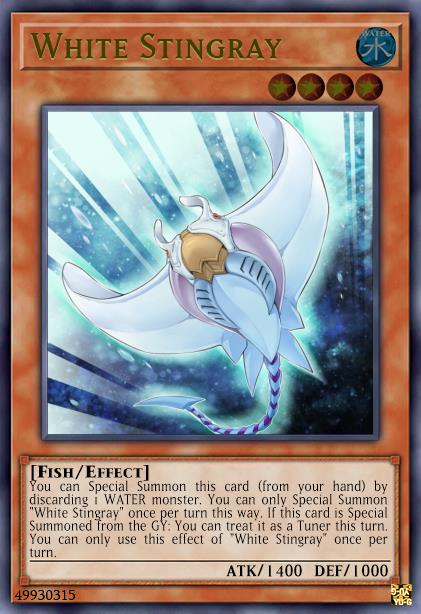 White Stingray
WATER
水
[Fish/Effect]
You can Special Summon this card (from your hand) by
discarding 1 WATER monster. You can only Special Summon
"White Stingray" once per turn this way. If this card is Special
Summoned from the GY: You can treat it as a Tuner this turn.
You can only use this effect of "White Stingray" once per
turn.
ATK/1400 DEF/1000
49930315